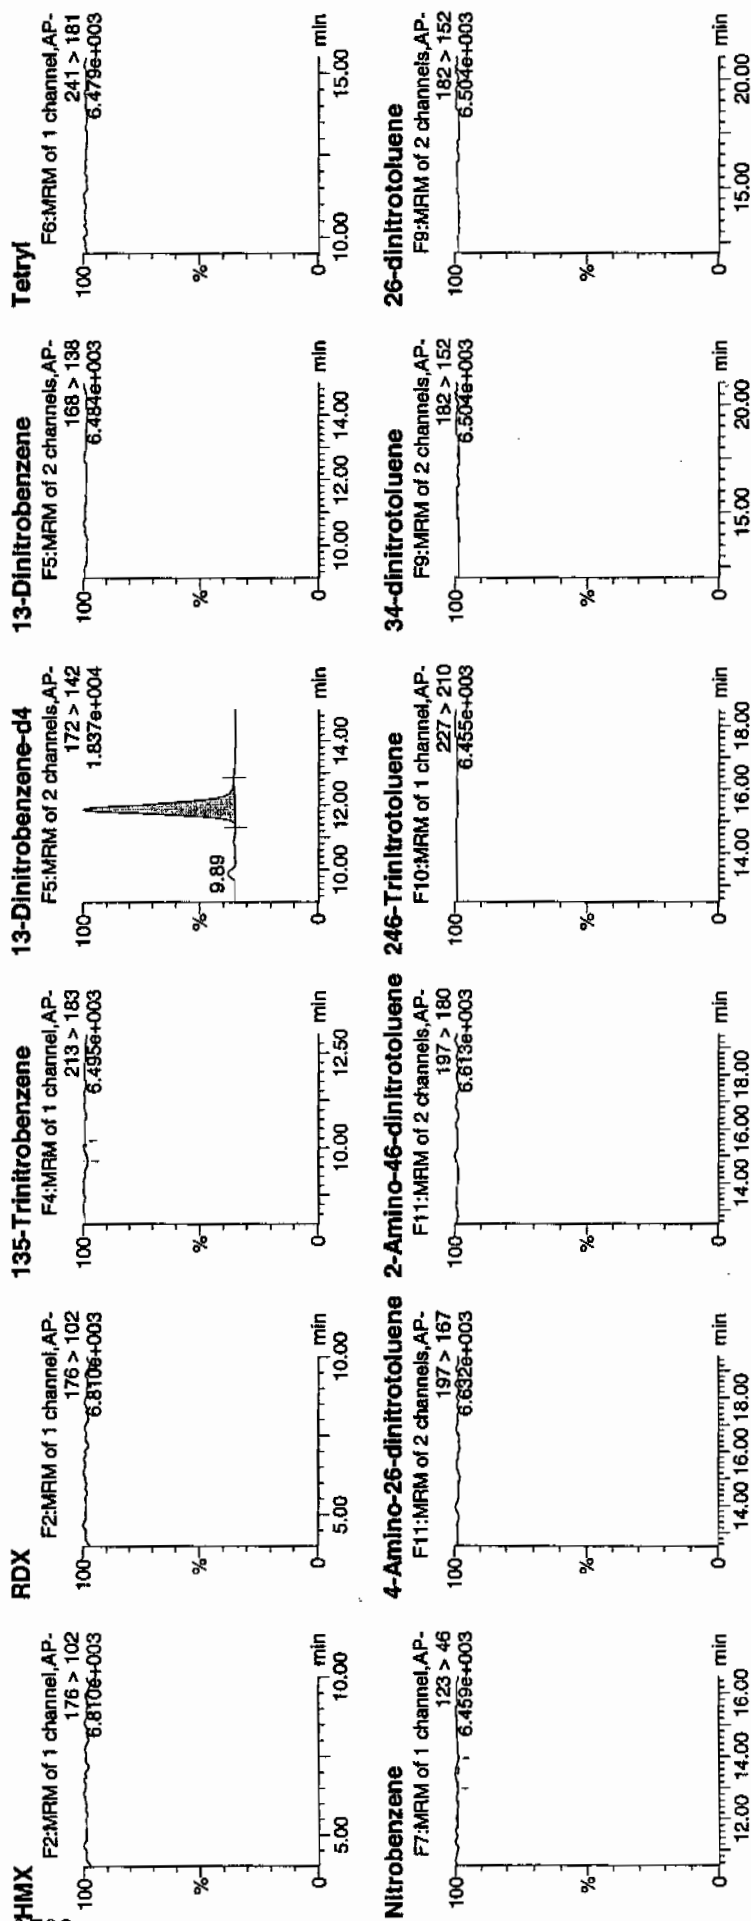 HMX
F2:MRM of 1 channel,AP-
176 > 102
6.810e+003
100
%
0
5.00
10.00
min
RDX
F2:MRM of 1 channel,AP-
176 > 102
6.810e+003
100
%
0
5.00
10.00
min
135-Trinitrobenzene
F4:MRM of 1 channel,AP-
213 > 183
6.495e+003
100
%
0
10.00
12.50
min
13-Dinitrobenzene-d4
F5:MRM of 2 channels,AP-
172 > 142
1.837e+004
100
%
9.89
0
10.00
12.00
14.00
min
13-Dinitrobenzene
F5:MRM of 2 channels,AP-
168 > 138
6.484e+003
100
%
0
10.00
12.00
14.00
min
Tetryl
F6:MRM of 1 channel,AP-
241 > 181
6.479e+003
100
%
0
10.00
15.00
min
Nitrobenzene
F7:MRM of 1 channel,AP-
123 > 46
6.459e+003
100
%
0
12.00
14.00
16.00
min
4-Amino-26-dinitrotoluene
F11:MRM of 2 channels,AP-
197 > 167
6.632e+003
100
%
0
14.00
16.00
18.00
min
2-Amino-46-dinitrotoluene
F11:MRM of 2 channels,AP-
197 > 180
6.613e+003
100
%
0
14.00
16.00
18.00
min
246-Trinitrotoluene
F10:MRM of 1 channel,AP-
227 > 210
6.455e+003
100
%
0
14.00
16.00
18.00
min
34-dinitrotoluene
F9:MRM of 2 channels,AP-
182 > 152
6.504e+003
100
%
0
15.00
20.00
min
26-dinitrotoluene
F9:MRM of 2 channels,AP-
182 > 152
6.504e+003
100
%
0
15.00
20.00
min